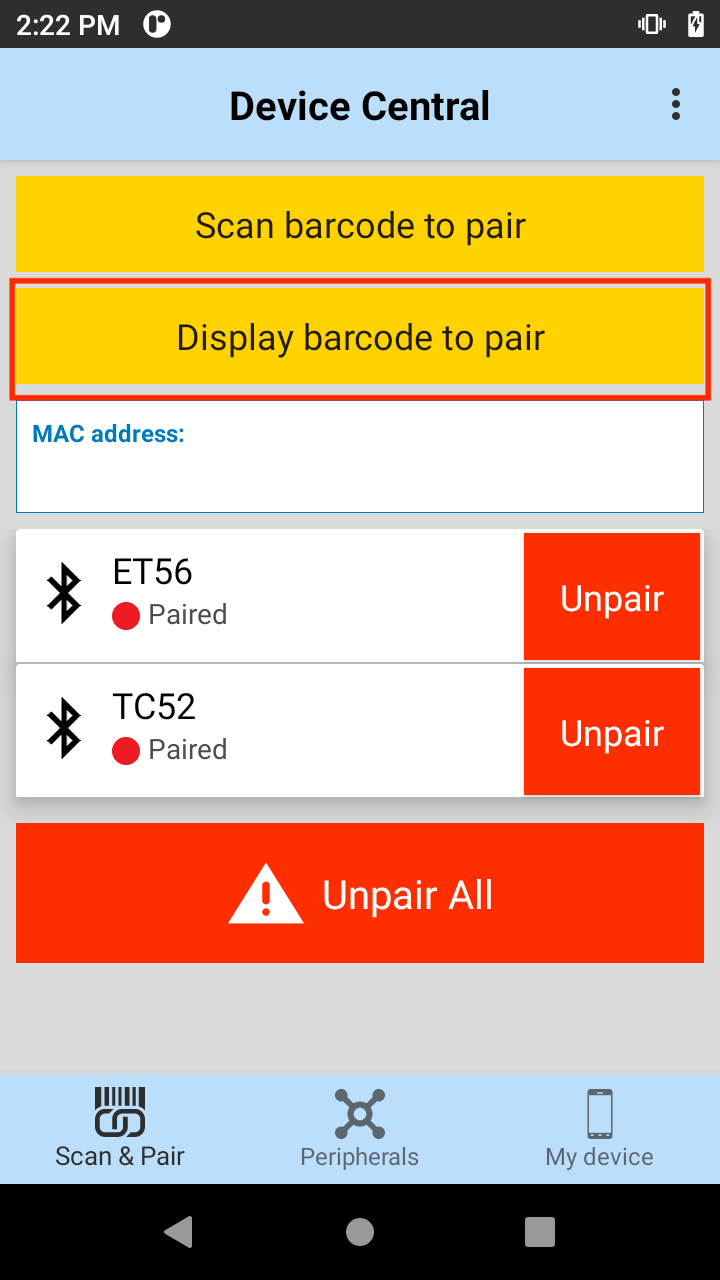 2:22 PM
Device Central
Scan barcode to pair
Display barcode to pair
MAC address:
ET56
Paired
Unpair
TC52
Paired
Unpair
Unpair All
Scan & Pair
Peripherals
My device